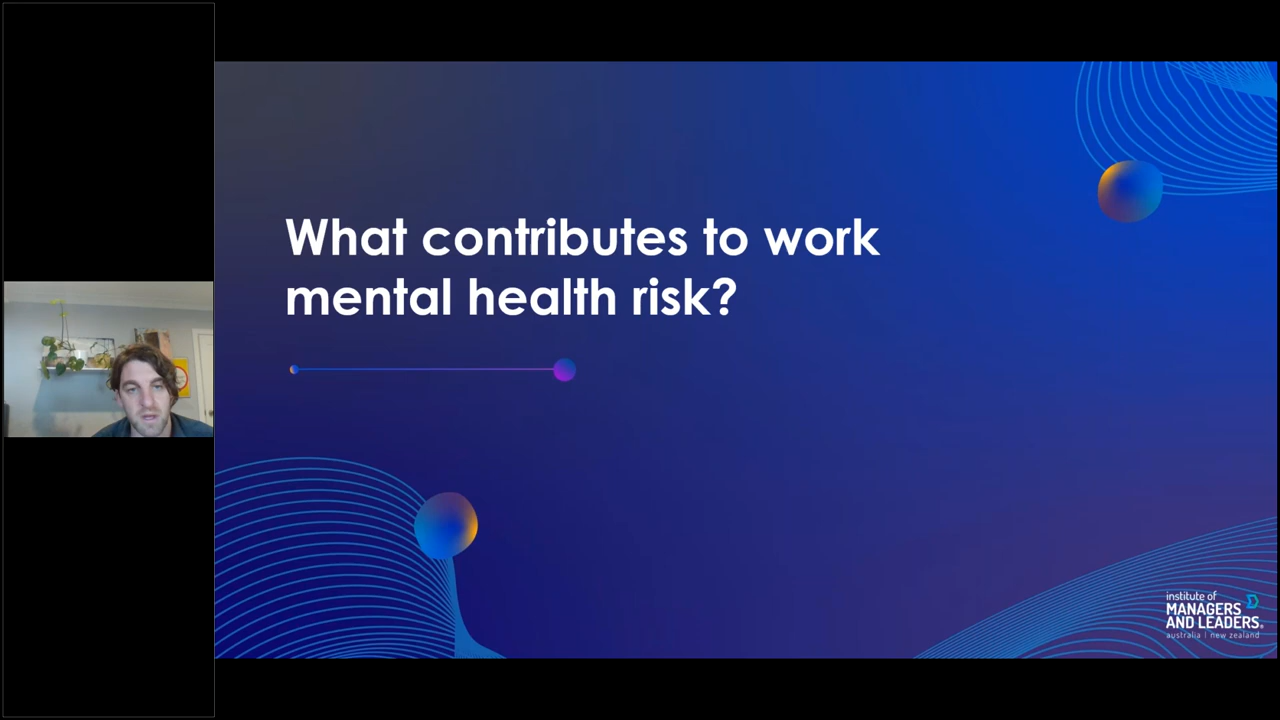 What contributes to work
mental health risk?
institute of
MANAGERS
AND LEADERS®
australia | new zealand